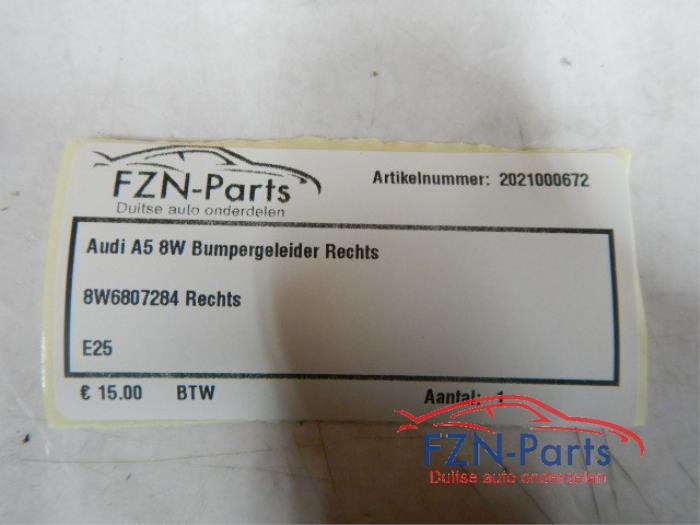 FZN-Parts
Duitse auto onderdelen
Artikelnummer: 2021000672
Audi A5 8W Bumpergeleider Rechts
8W6807284 Rechts
E25
€ 15.00 BTW Aantal: 1
FZN-Parts
Duitse auto onderdelen